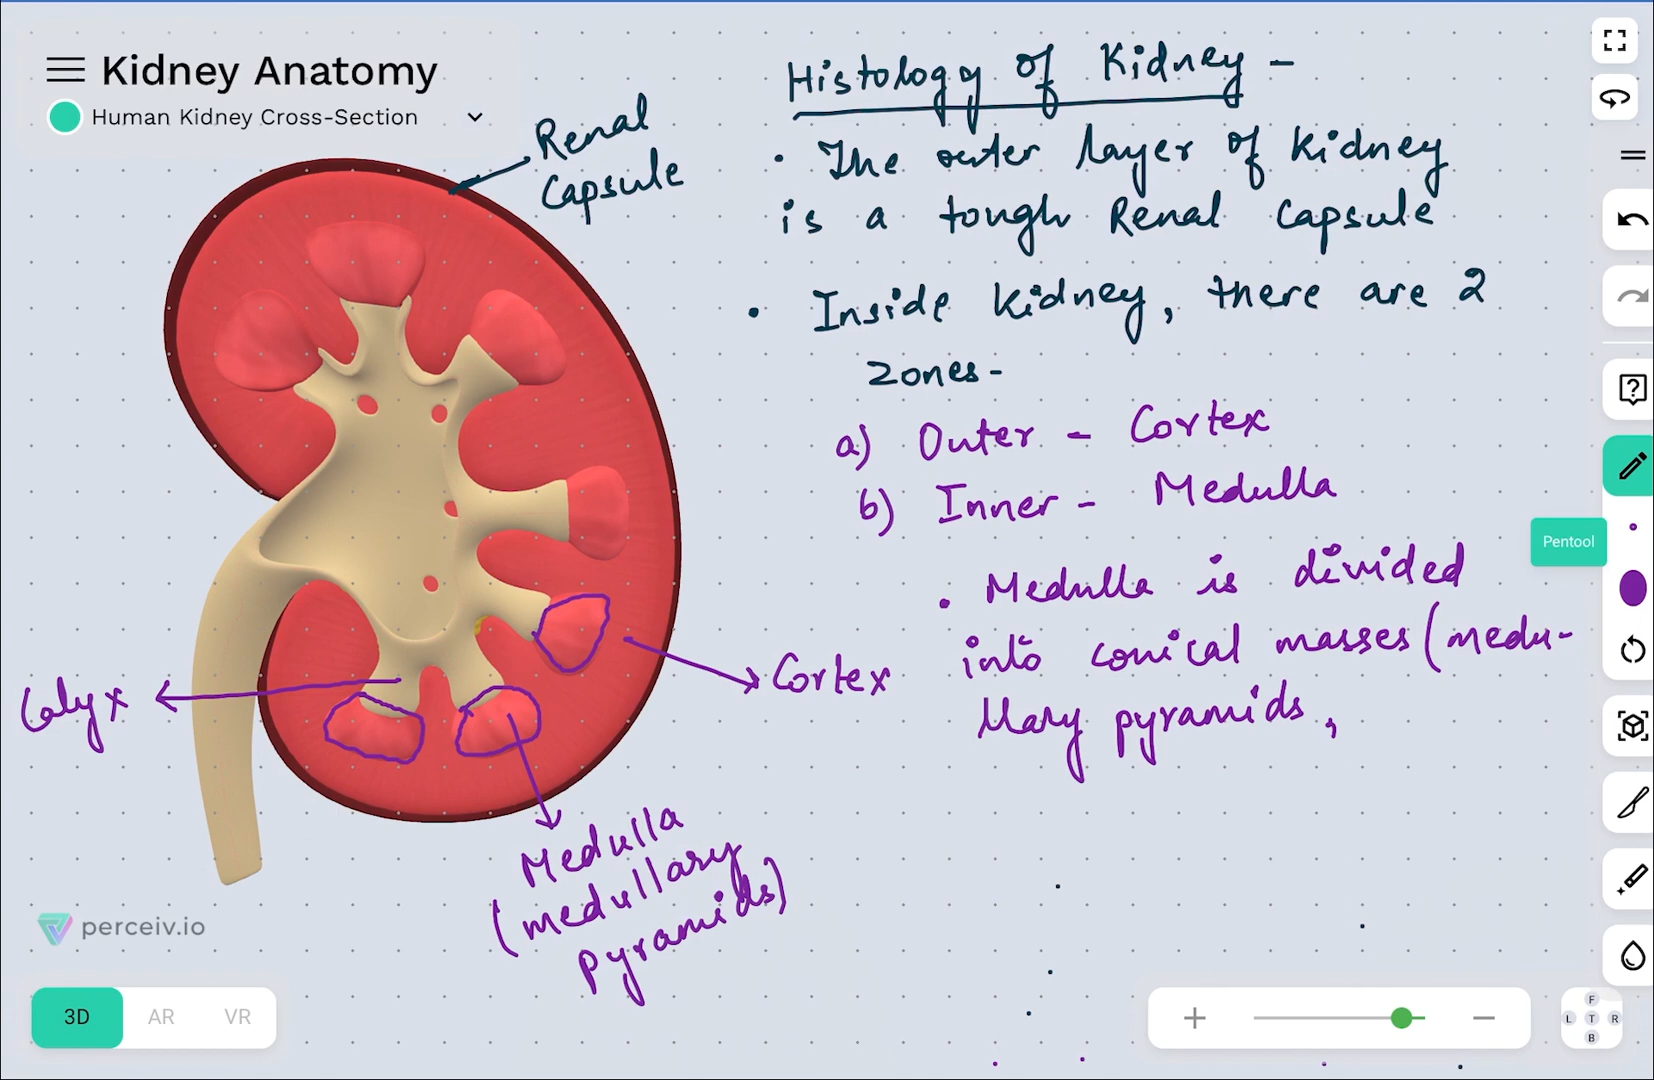 Kidney Anatomy
Human Kidney Cross-Section
Renal
Capsule
Histology of Kidney -
• The outer layer of Kidney
is a tough Renal Capsule
• Inside Kidney, there are 2
zones-
a) Outer - Cortex
b) Inner - Medulla
• Medulla is divided
into conical masses (medu-
llary pyramids,
Calyx
Cortex
Medulla
(medullary
pyramids)
Pentool
perceiv.io
3D AR VR
F
L T R
B